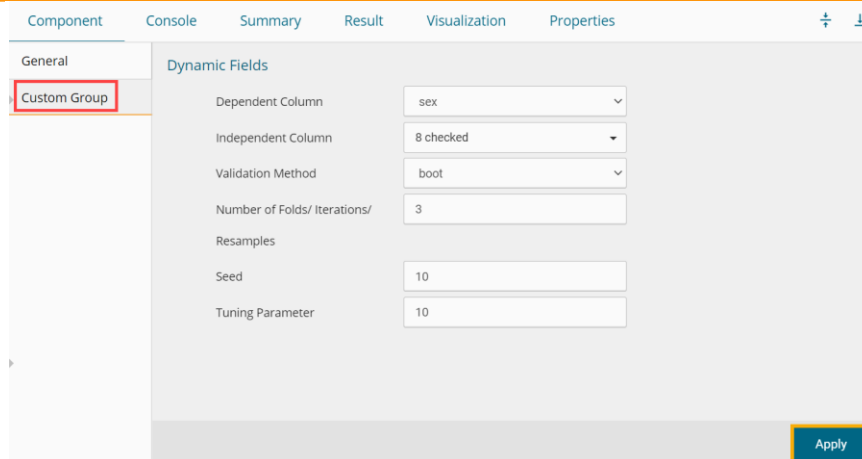 Component Console Summary Result Visualization Properties
General
Dynamic Fields
Custom Group
Dependent Column sex
Independent Column 8 checked
Validation Method boot
Number of Folds/ Iterations/ 3
Resamples
Seed 10
Tuning Parameter 10
Apply